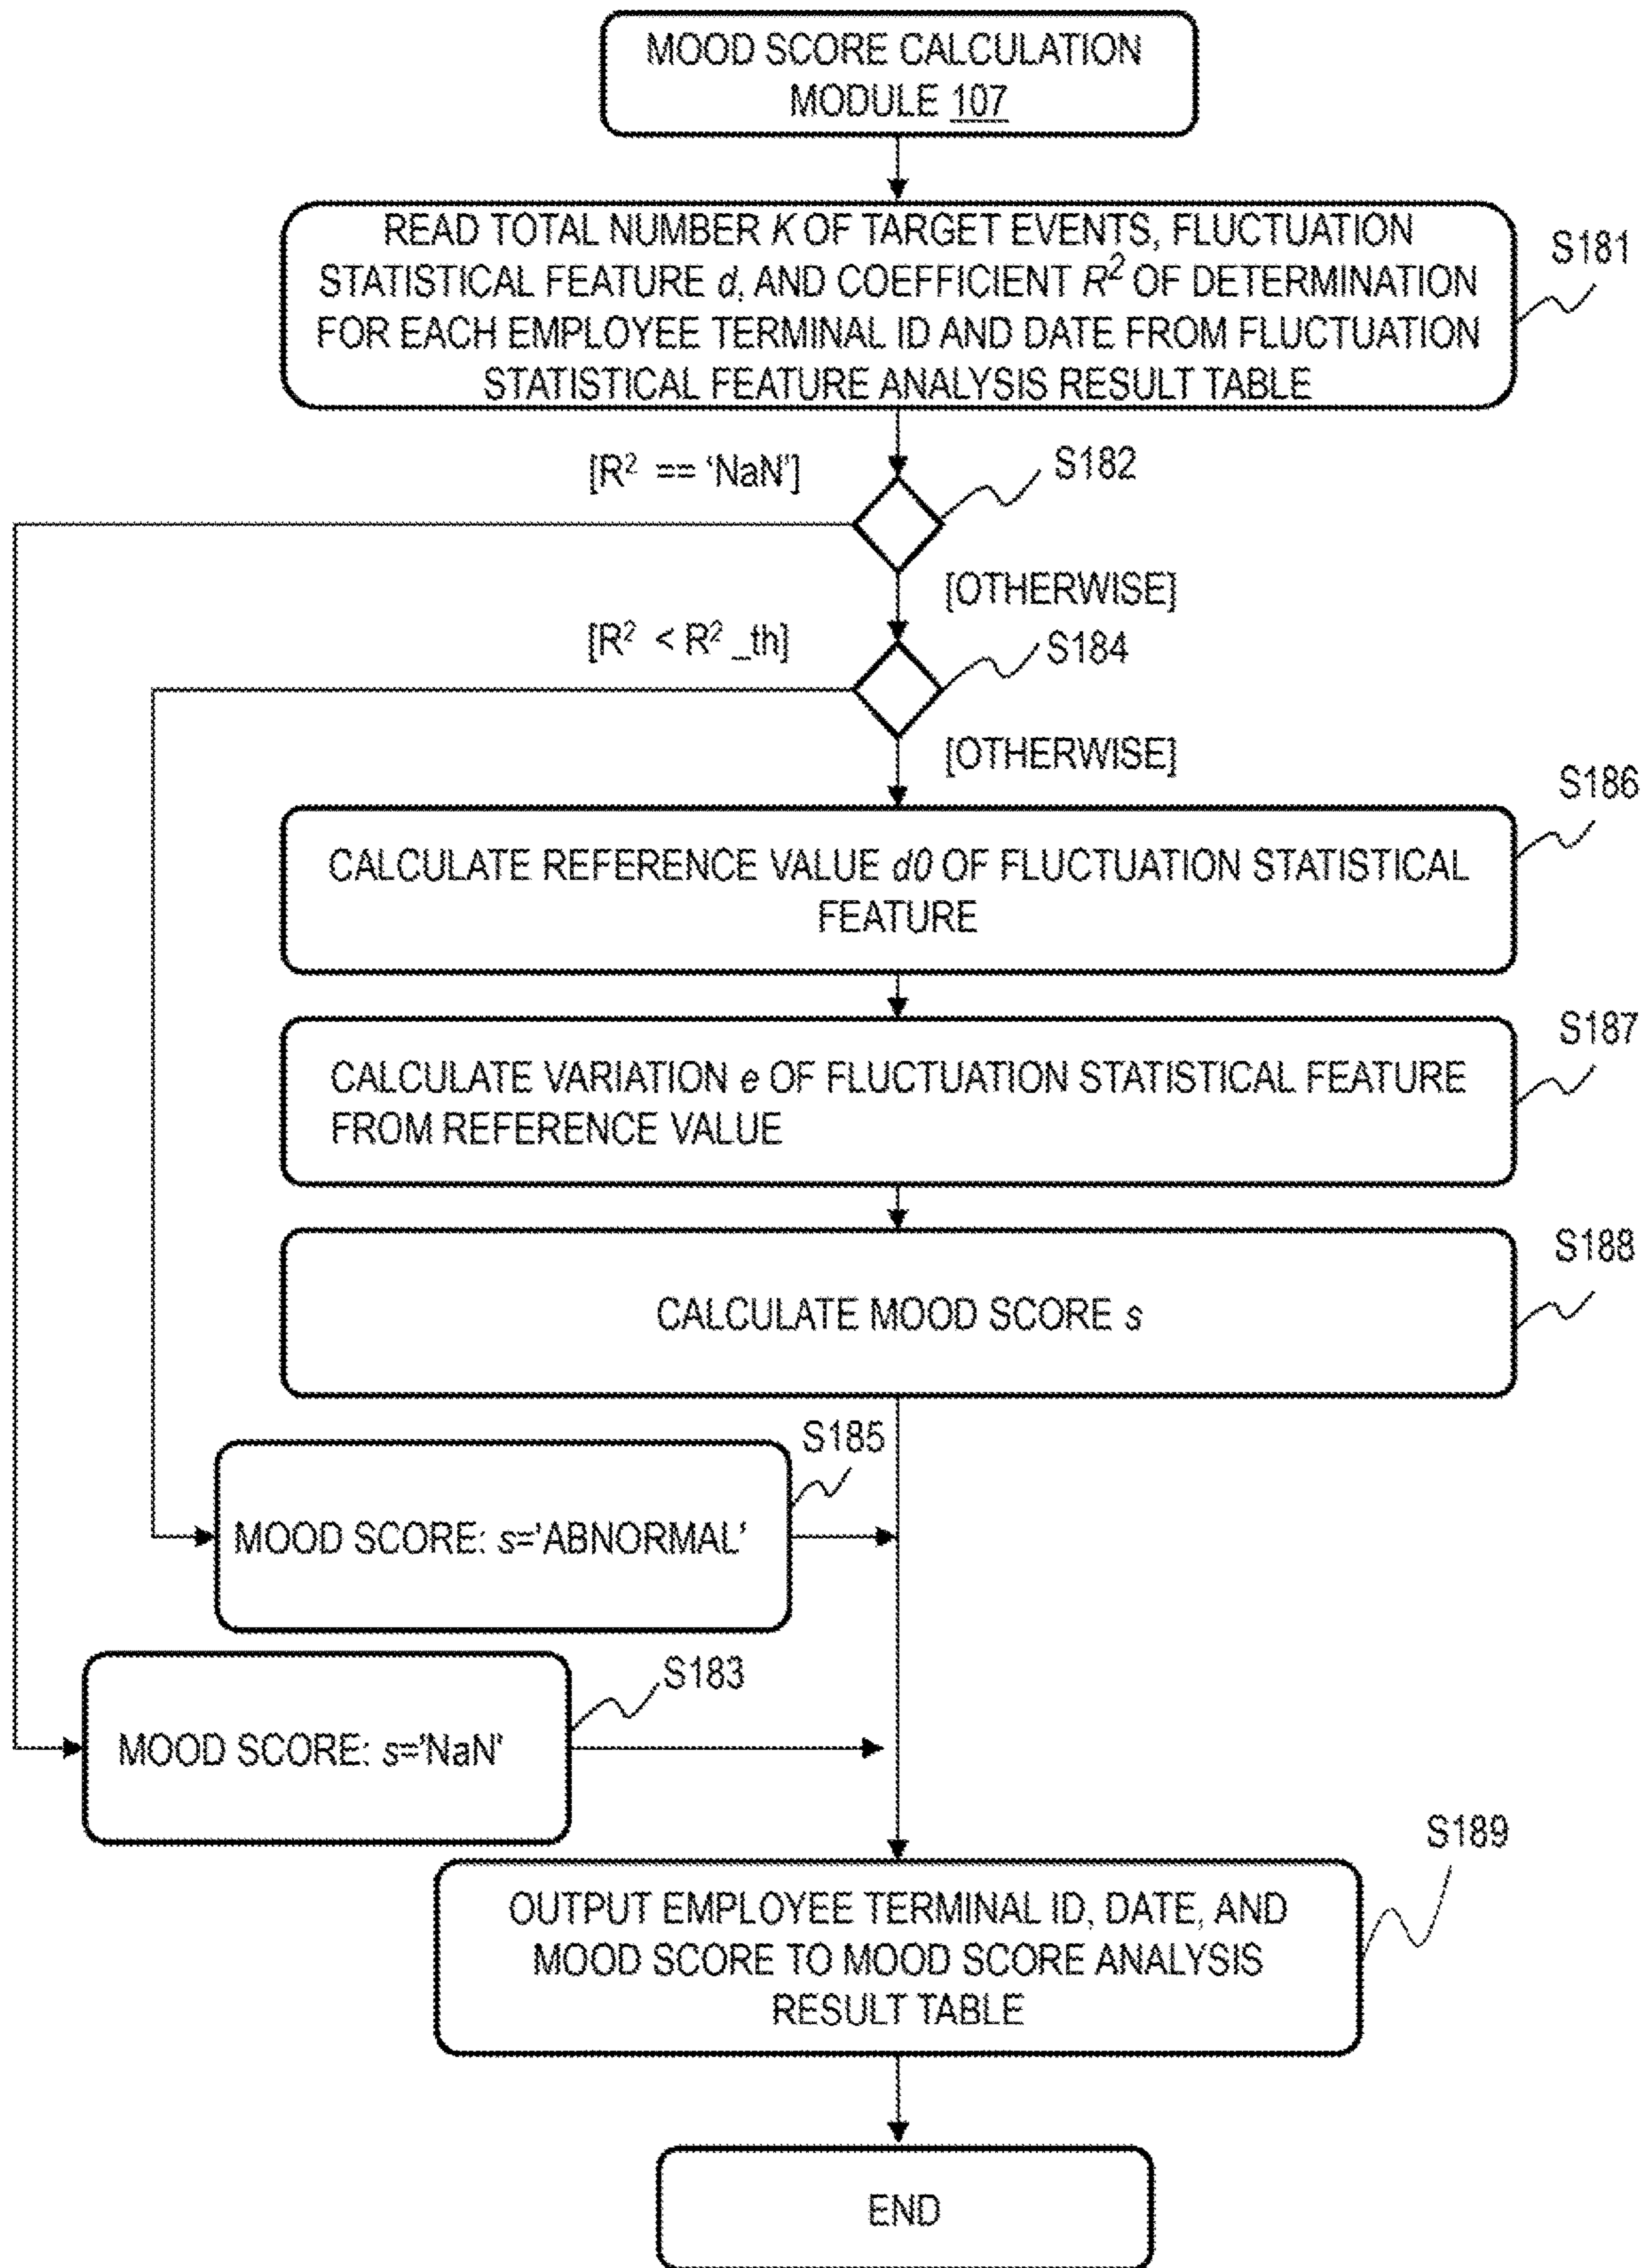 MOOD SCORE CALCULATION
MODULE 107
READ TOTAL NUMBER K OF TARGET EVENTS, FLUCTUATION
STATISTICAL FEATURE d, AND COEFFICIENT R² OF DETERMINATION
FOR EACH EMPLOYEE TERMINAL ID AND DATE FROM FLUCTUATION
STATISTICAL FEATURE ANALYSIS RESULT TABLE
S181
[R² == 'NaN']
S182
[OTHERWISE]
[R² < R²_th]
S184
[OTHERWISE]
S186
CALCULATE REFERENCE VALUE d0 OF FLUCTUATION STATISTICAL
FEATURE
S187
CALCULATE VARIATION e OF FLUCTUATION STATISTICAL FEATURE
FROM REFERENCE VALUE
S188
CALCULATE MOOD SCORE s
S185
MOOD SCORE: s='ABNORMAL'
S183
MOOD SCORE: s='NaN'
S189
OUTPUT EMPLOYEE TERMINAL ID, DATE, AND
MOOD SCORE TO MOOD SCORE ANALYSIS
RESULT TABLE
END